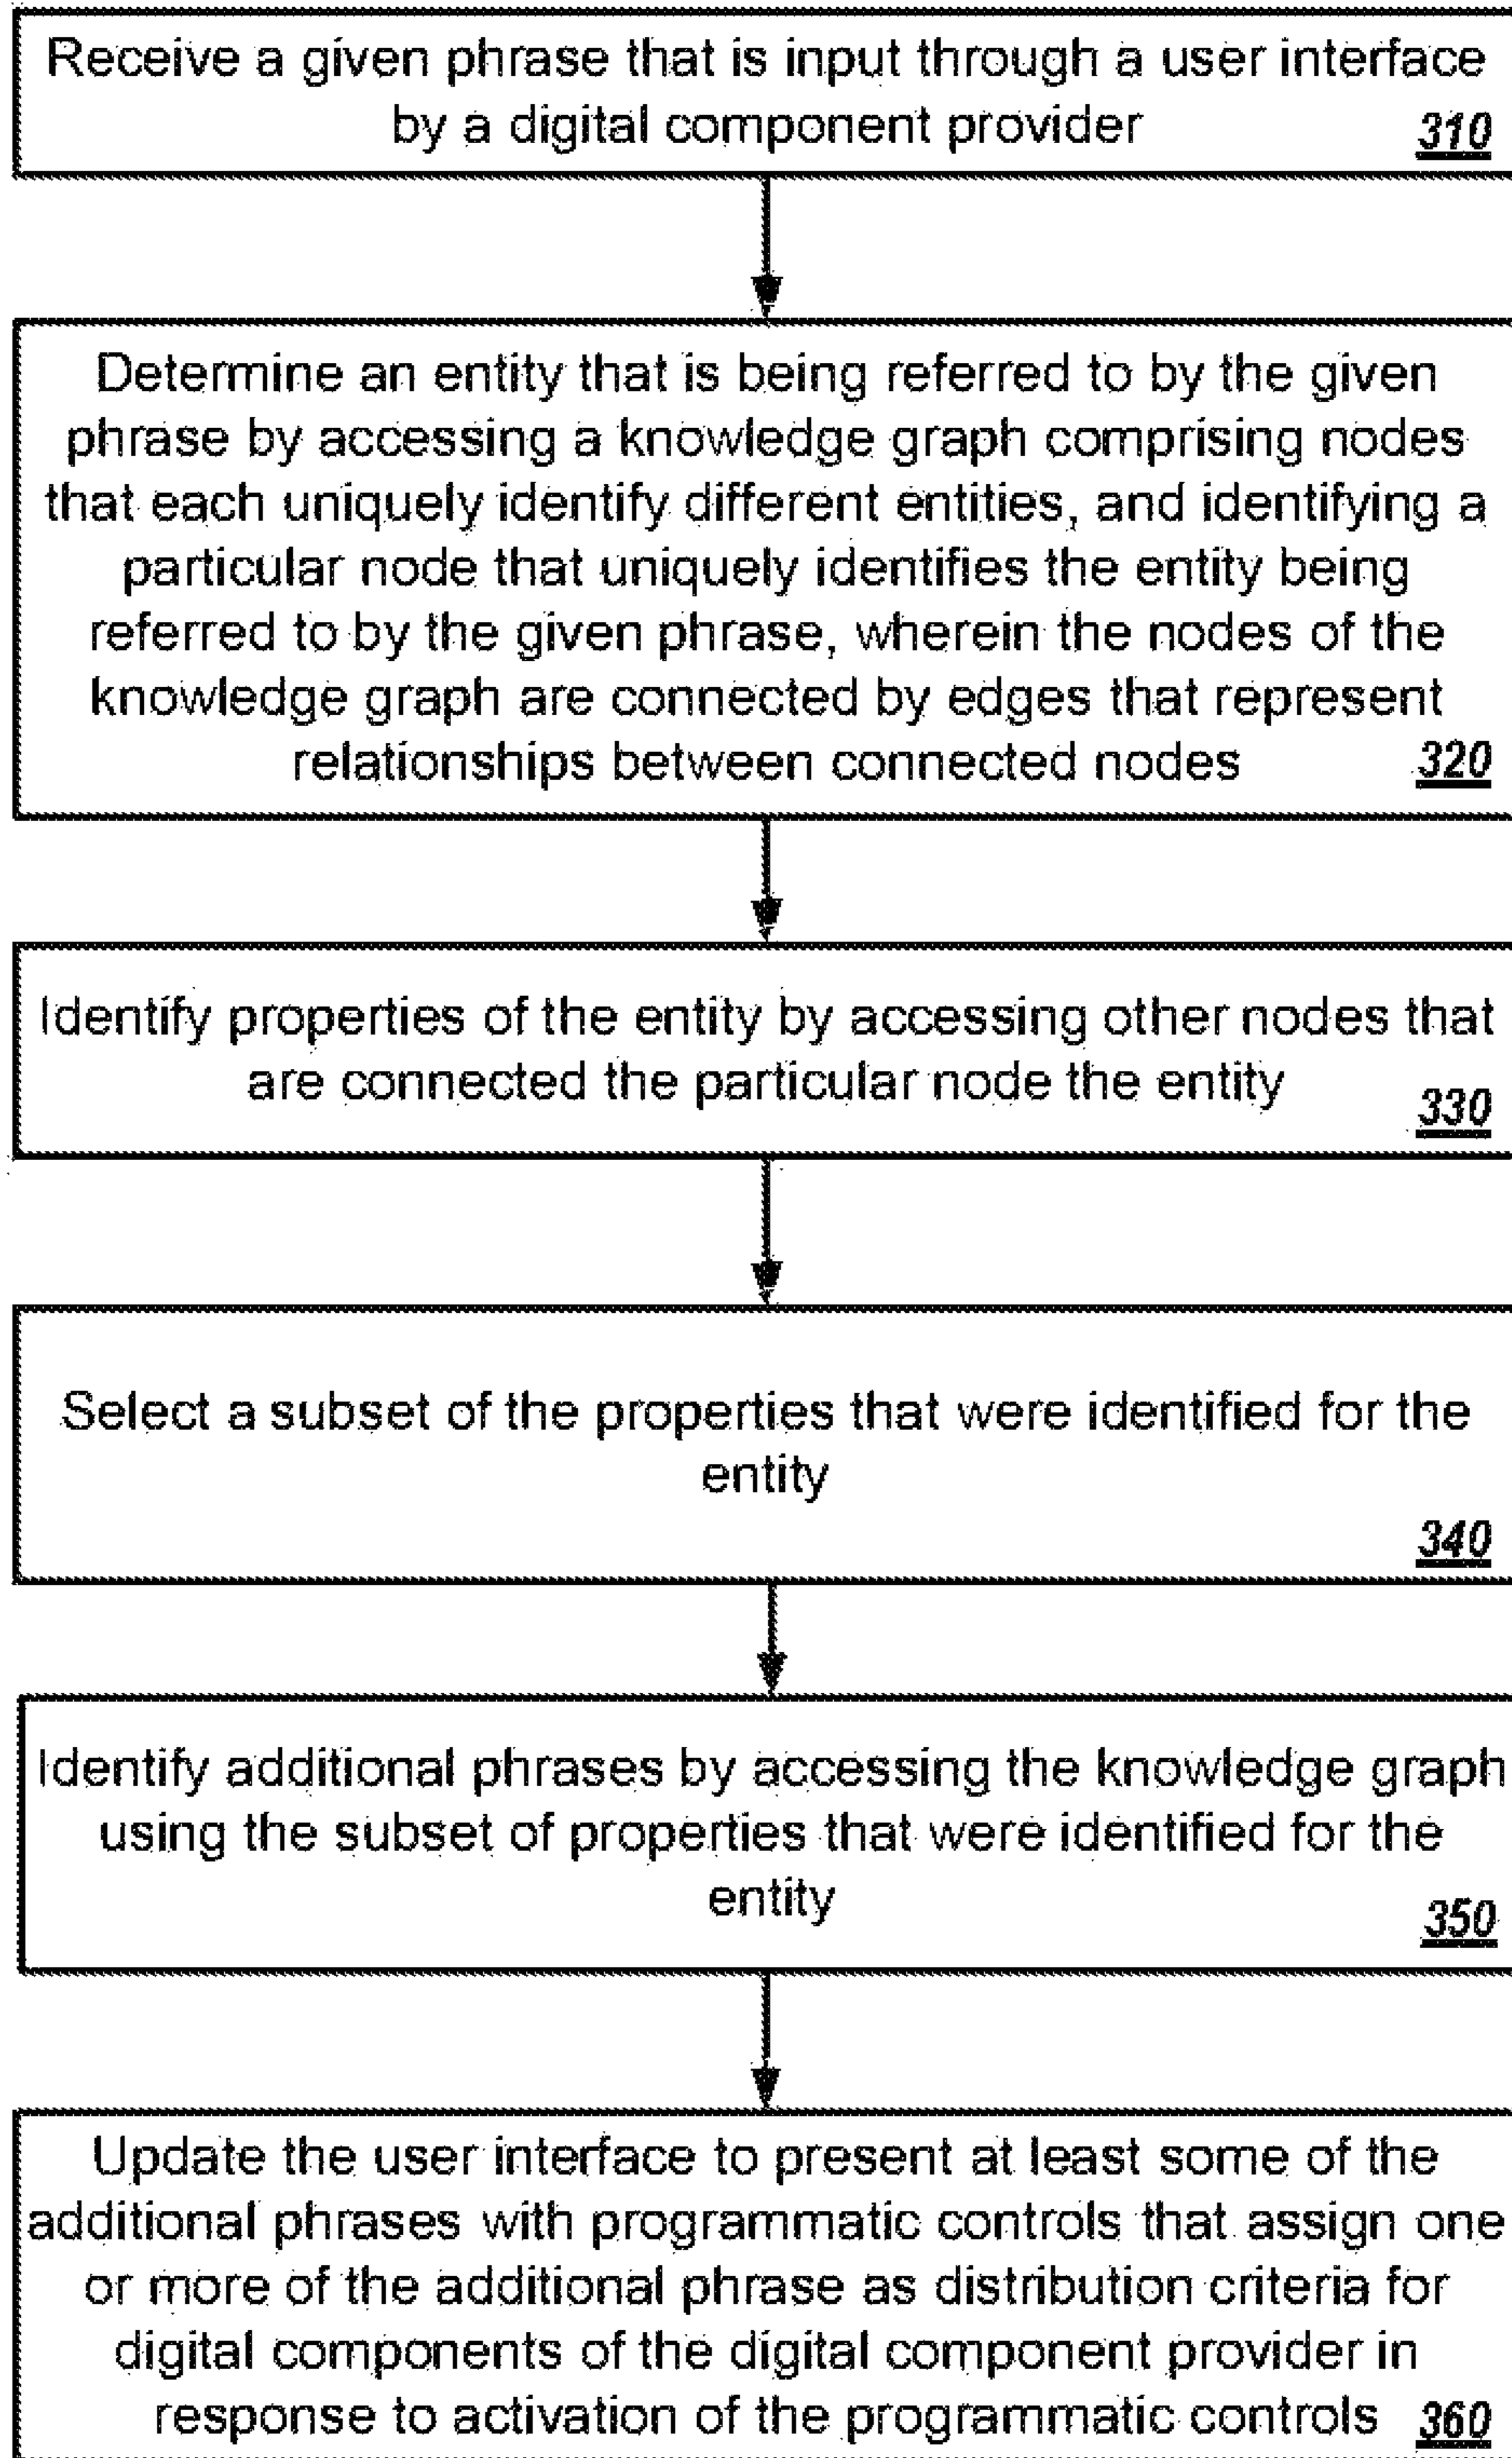 Receive a given phrase that is input through a user interface
by a digital component provider 310
Determine an entity that is being referred to by the given
phrase by accessing a knowledge graph comprising nodes
that each uniquely identify different entities, and identifying a
particular node that uniquely identifies the entity being
referred to by the given phrase, wherein the nodes of the
knowledge graph are connected by edges that represent
relationships between connected nodes 320
Identify properties of the entity by accessing other nodes that
are connected the particular node the entity 330
Select a subset of the properties that were identified for the
entity
340
Identify additional phrases by accessing the knowledge graph
using the subset of properties that were identified for the
entity
350
Update the user interface to present at least some of the
additional phrases with programmatic controls that assign one
or more of the additional phrase as distribution criteria for
digital components of the digital component provider in
response to activation of the programmatic controls 360